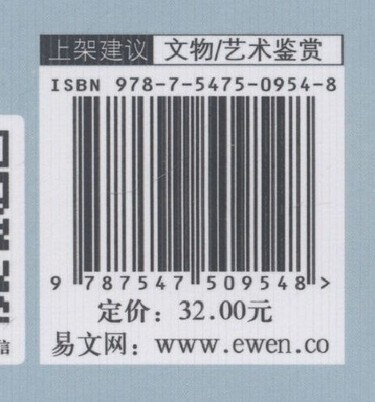 上架建议 文物/艺术鉴赏
ISBN 978-7-5475-0954-8
9 787547 509548 >
定价：32.00元
易文网：www.ewen.co
信